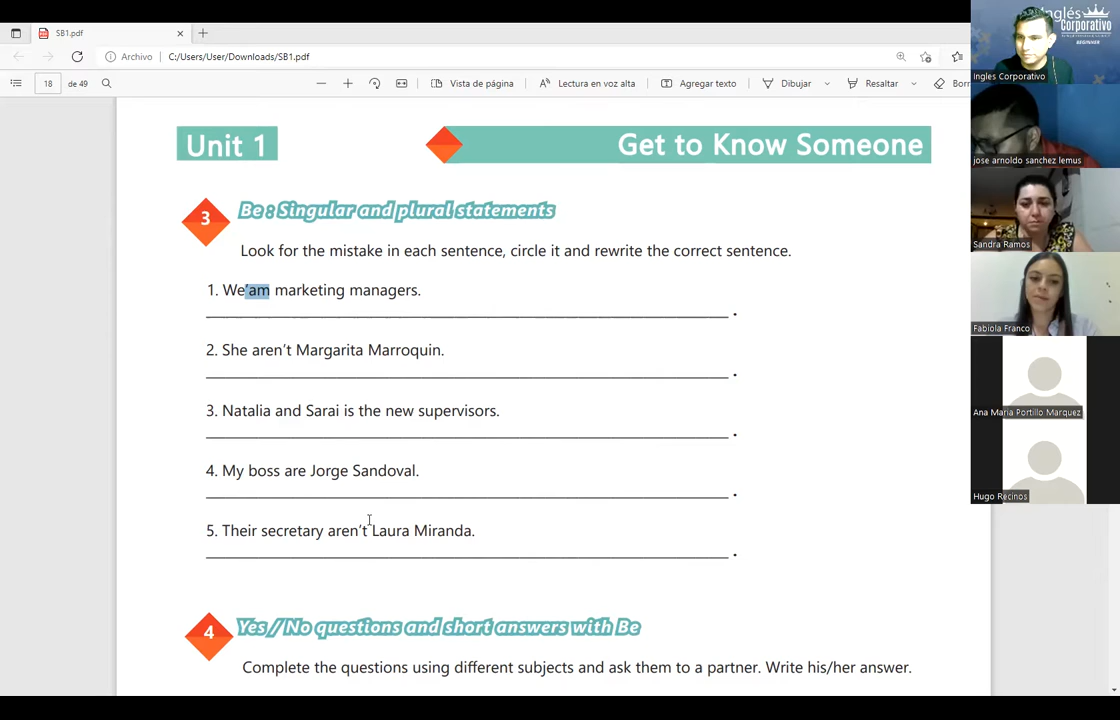 SB1.pdf
Archivo C:/Users/User/Downloads/SB1.pdf
18 de 49 Vista de página Lectura en voz alta Agregar texto Dibujar Resaltar Borr
Unit 1 Get to Know Someone
3 Be : Singular and plural statements
Look for the mistake in each sentence, circle it and rewrite the correct sentence.
1. We'am marketing managers.
2. She aren't Margarita Marroquin.
3. Natalia and Sarai is the new supervisors.
4. My boss are Jorge Sandoval.
5. Their secretary aren't Laura Miranda.
4 Yes / No questions and short answers with Be
Complete the questions using different subjects and ask them to a partner. Write his/her answer.
Inglés
Corporativo
BEGINNER
Ingles Corporativo
jose arnoldo sanchez lemus
Sandra Ramos
Fabiola Franco
Ana Maria Portillo Marquez
Hugo Recinos